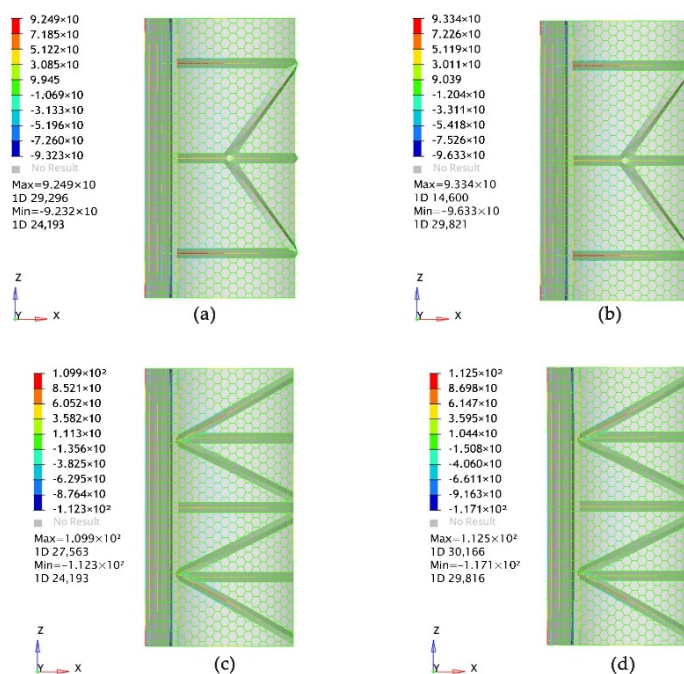 9.249×10
7.185×10
5.122×10
3.085×10
9.945
-1.069×10
-3.133×10
-5.196×10
-7.260×10
-9.323×10
No Result
Max=9.249×10
1D 29,296
Min=-9.232×10
1D 24,193
Z
Y X
(a)
9.334×10
7.226×10
5.119×10
3.011×10
9.039
-1.204×10
-3.311×10
-5.418×10
-7.526×10
-9.633×10
No Result
Max=9.334×10
1D 14,600
Min=-9.633×10
1D 29,821
Z
Y X
(b)
1.099×10²
8.521×10
6.052×10
3.582×10
1.113×10
-1.356×10
-3.825×10
-6.295×10
-8.764×10
-1.123×10²
No Result
Max=1.099×10²
1D 27,563
Min=-1.123×10²
1D 24,193
Z
Y X
(c)
1.125×10²
8.698×10
6.147×10
3.595×10
1.044×10
-1.508×10
-4.060×10
-6.611×10
-9.163×10
-1.171×10²
No Result
Max=1.125×10²
1D 30,166
Min=-1.171×10²
1D 29,816
Z
Y X
(d)